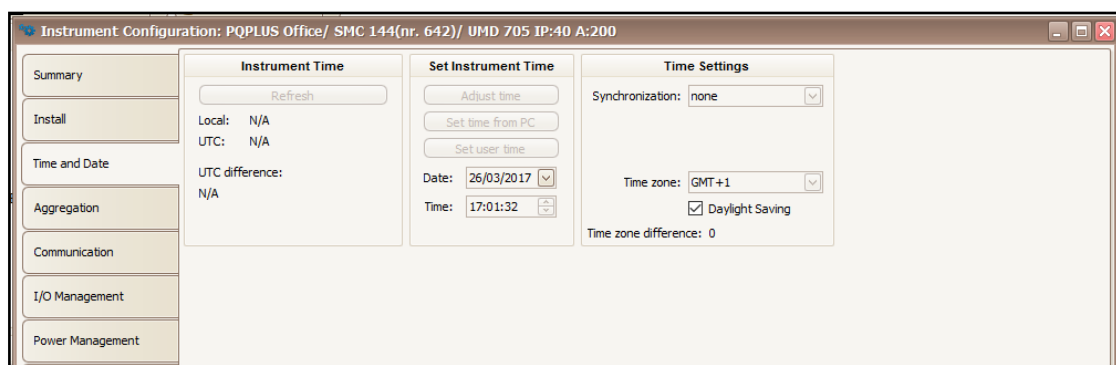 Instrument Configuration: PQPLUS Office/ SMC 144(nr. 642)/ UMD 705 IP:40 A:200
Summary
Install
Time and Date
Aggregation
Communication
I/O Management
Power Management
Instrument Time
Refresh
Local: N/A
UTC: N/A
UTC difference:
N/A
Set Instrument Time
Adjust time
Set time from PC
Set user time
Date: 26/03/2017
Time: 17:01:32
Time Settings
Synchronization: none
Time zone: GMT+1
Daylight Saving
Time zone difference: 0